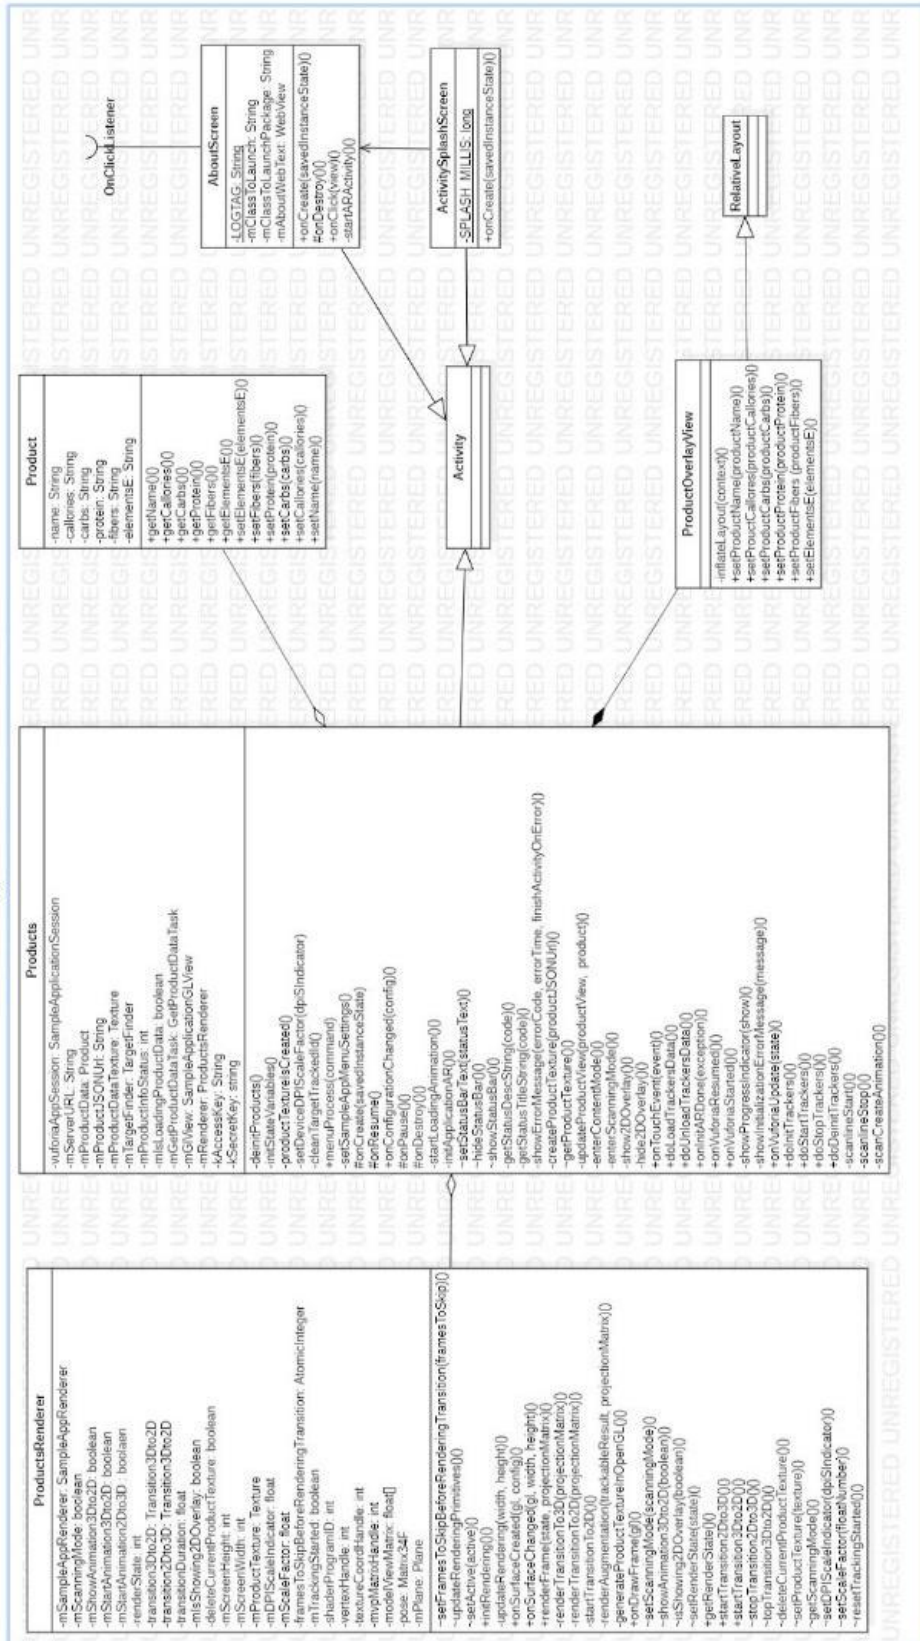 ProductsRenderer
-mSampleAppRenderer: SampleAppRenderer
-mScanningMode: boolean
-mShowAnimation3Dto2D: boolean
-mStartAnimation3Dto2D: boolean
-mStartAnimation2Dto3D : boolaen
-renderState: int
-transition3Dto2D: Transition3Dto2D
-transition2Dto3D: Transition3Dto2D
-transitionDuration: float
-mIsShowing2DOverlay: boolean
-deleteCurrentProductTexture: boolean
-mScreenHeight: int
-mScreenWidth: int
-mProductTexture: Texture
-mDPIScaleIndicator: float
-mScaleFactor: float
-framesToSkipBeforeRenderingTransition: AtomicInteger
-mTrackingStarted: boolean
-shaderProgramID: int
-vertexHandle: int
-textureCoordHandle: int
-mvpMatrixHandle: int
-modelViewMatrix: float[]
-pose: Matrix34F
-mPlane: Plane
~setFramesToSkipBeforeRenderingTransition(framesToSkip)()
~updateRenderingPrimitives()()
~setActive(active)()
+initRendering()()
-updateRendering(width, height)()
+onSurfaceCreated(gl, config)()
+onSurfaceChanged(gl, width, height)()
+renderFrame(state, projectionMatrix)()
-renderTransitionTo3D(projectionMatrix)()
-renderTransitionTo2D(projectionMatrix)()
-startTransitionTo2D()()
-renderAugmentation(trackableResult, projectionMatrix)()
-generateProductTextureInOpenGL()()
+onDrawFrame(gl)()
~setScanningMode(scanningMode)()
~showAnimation3Dto2D(boolean)()
~isShowing2DOverlay(boolean)()
~setRenderState(state)()
+getRenderState()()
+startTransition2Dto3D()()
+startTransition3Dto2D()()
~stopTransition2Dto3D()()
~topTransition3Dto2D()()
~deleteCurrentProductTexture()()
~setProductTexture(texture)()
~getScanningMode()()
~setDPIScaleIndicator(dpiSIndicator)()
~setScaleFactor(floatNumber)()
~resetTrackingStarted()()
Products
-vuforiaAppSession: SampleApplicationSession
-mServerURL: String
-mProductData: Product
-mProductJSONUrl: String
-mProductDataTexture: Texture
-mTargetFinder: TargetFinder
-mProductInfoStatus: int
-mIsLoadingProductData: boolean
-mGetProductDataTask: GetProductDataTask
-mGlView: SampleApplicationGLView
-mRenderer: ProductsRenderer
-kAccessKey: String
-kSecretKey: string
-deinitProducts()
-initStateVariables()
-productTextureIsCreated()
-setDeviceDPIScaleFactor(dpiSIndicator)
-cleanTargetTrackedId()
+menuProcess(command)
-setSampleAppMenuSettings()
#onCreate(savedInstanceState)
#onResume()
+onConfigurationChanged(config)()
#onPause()()
#onDestroy()()
-startLoadingAnimation()()
-initApplicationAR()()
~setStatusBarText(statusText)()
~hideStatusBar()()
~showStatusBar()()
-getStatusDescString(code)()
-getStatusTitleString(code)()
-showErrorMessage(errorCode, errorTime, finishActivityOnError)()
-createProductTexture(productJSONUrl)()
-getProductTexture()()
-updateProductView(productView, product)()
-enterContentMode()()
-enterScanningMode()()
-show2DOverlay()()
-hide2DOverlay()()
+onTouchEvent(event)()
+doLoadTrackersData()()
+doUnloadTrackersData()()
+onInitARDone(exception)()
+onVuforiaResumed()()
+onVuforiaStarted()()
-showProgressIndicator(show)()
-showInitializationErrorMessage(message)()
+onVuforiaUpdate(state)()
+doInitTrackers()()
+doStartTrackers()()
+doStopTrackers()()
+doDeinitTrackers()()
-scanlineStart()()
-scanlineStop()()
-scanCreateAnimation()()
Product
-name: String
-callories: String
-carbs: String
-protein: String
-fibers: String
-elementsE: String
+getName()()
+getCallories()()
+getCarbs()()
+getProtein()()
+getFibers()()
+getElementsE()()
+setElementsE(elementsE)()
+setFibers(fibers)()
+setProtein(protein)()
+setCarbs(carbs)()
+setCallories(callories)()
+setName(name)()
Activity
ProductOverlayView
-inflateLayout(context)()
+setProductName(productName)()
+setProuctCallores(productCallories)()
+setProductCarbs(productCarbs)()
+setProductProtein(productProtein)()
+setProductFibers (productFibers)()
+setElementsE(elementsE)()
OnClickListener
AboutScreen
-LOGTAG: String
-mClassToLaunch: String
-mClassToLaunchPackage: String
-mAboutWebText: WebView
+onCreate(savedInstanceState)()
#onDestroy()()
+onClick(view)()
-startARActivity()()
ActivitySplashScreen
-SPLASH_MILLIS: long
+onCreate(savedInstanceState)()
RelativeLayout
UNREGISTERED UNREGISTERED UNREGISTERED